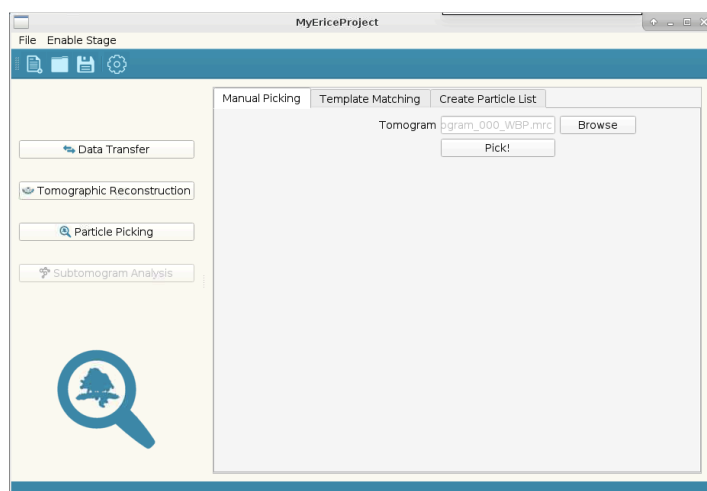 MyEriceProject
File Enable Stage
Manual Picking Template Matching Create Particle List
Tomogram ogram_000_WBP.mrc Browse
Pick!
Data Transfer
Tomographic Reconstruction
Particle Picking
Subtomogram Analysis